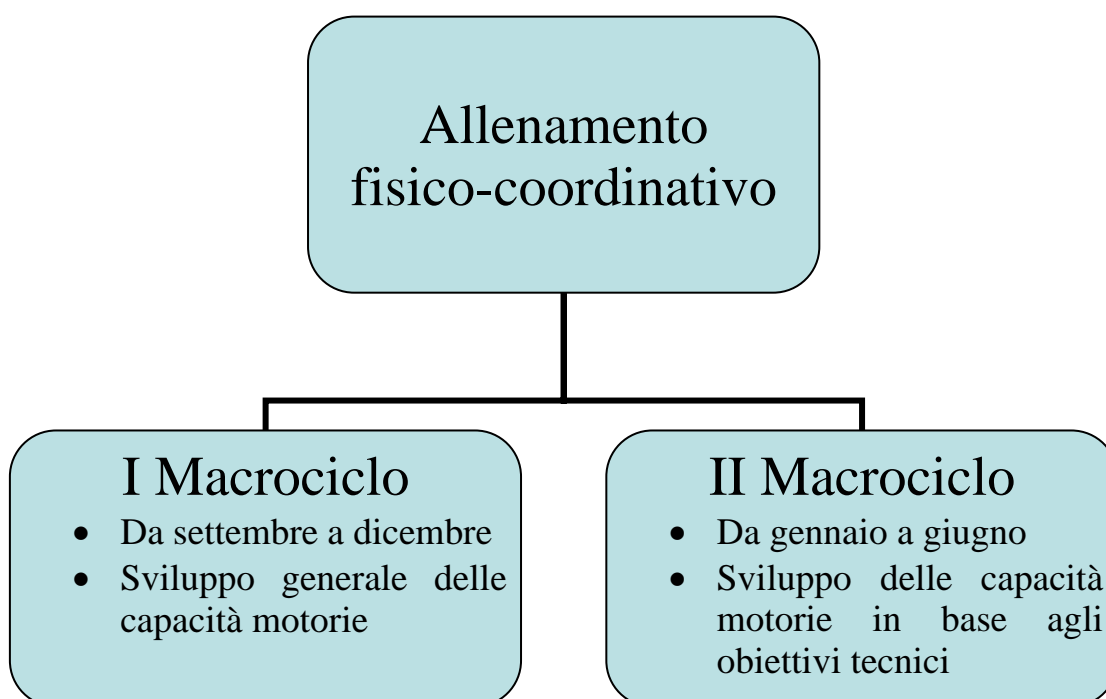 Allenamento
fisico-coordinativo
I Macrociclo
• Da settembre a dicembre
• Sviluppo generale delle
capacità motorie
II Macrociclo
• Da gennaio a giugno
• Sviluppo delle capacità
motorie in base agli
obiettivi tecnici